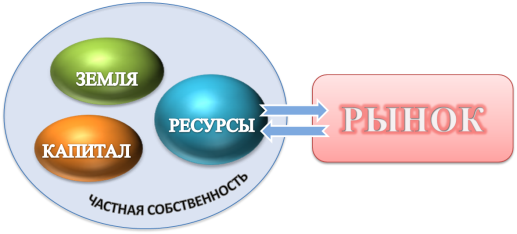 ЗЕМЛЯ
РЕСУРСЫ
КАПИТАЛ
ЧАСТНАЯ СОБСТВЕННОСТЬ
РЫНОК